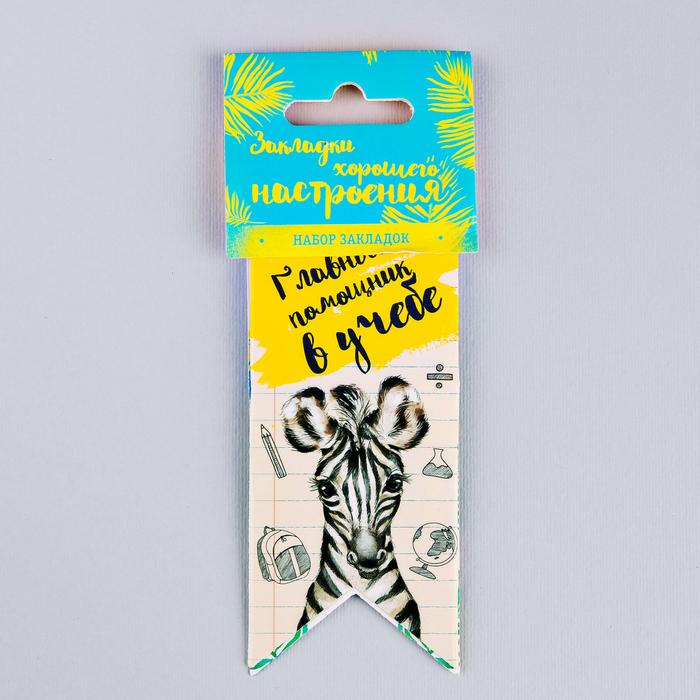 Закладки
хорошего
настроения
• НАБОР ЗАКЛАДОК •
помощник
в учебе